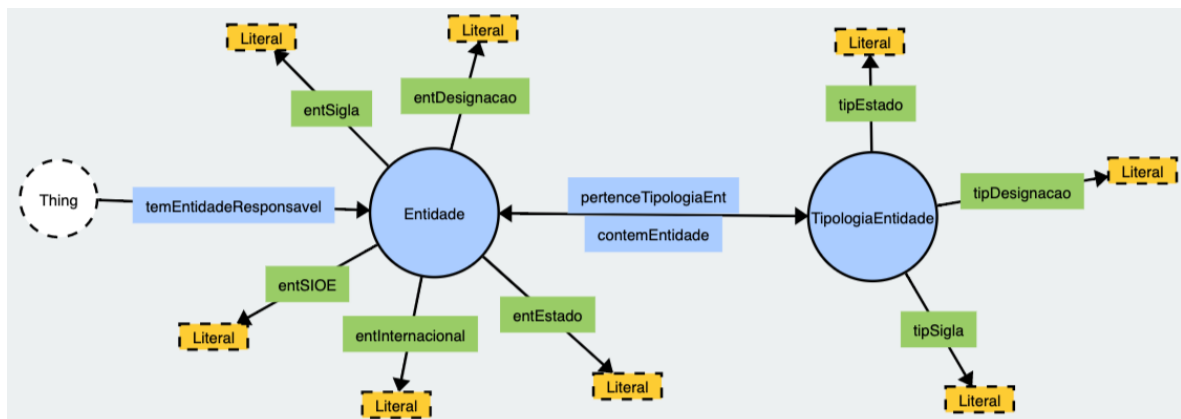 Literal
Literal
Literal
entSigla
entDesignacao
tipEstado
Thing
temEntidadeResponsavel
Entidade
pertenceTipologiaEnt
contemEntidade
TipologiaEntidade
tipDesignacao
Literal
entSIOE
entInternacional
entEstado
tipSigla
Literal
Literal
Literal
Literal